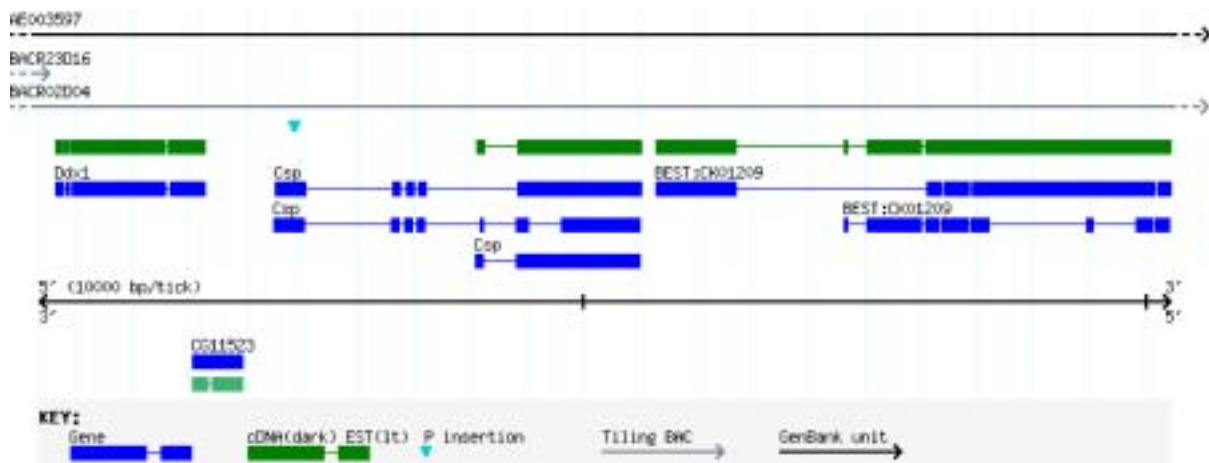 AE003597
BACR23D16
BACR02D04
Ddx1
Csp
BEST:CK01209
Csp
BEST:CK01209
Csp
5' (10000 bp/tick) 3'
3' 5'
CG11523
KEY:
Gene cDNA(dark) EST(lt) P insertion Tiling BAC GenBank unit